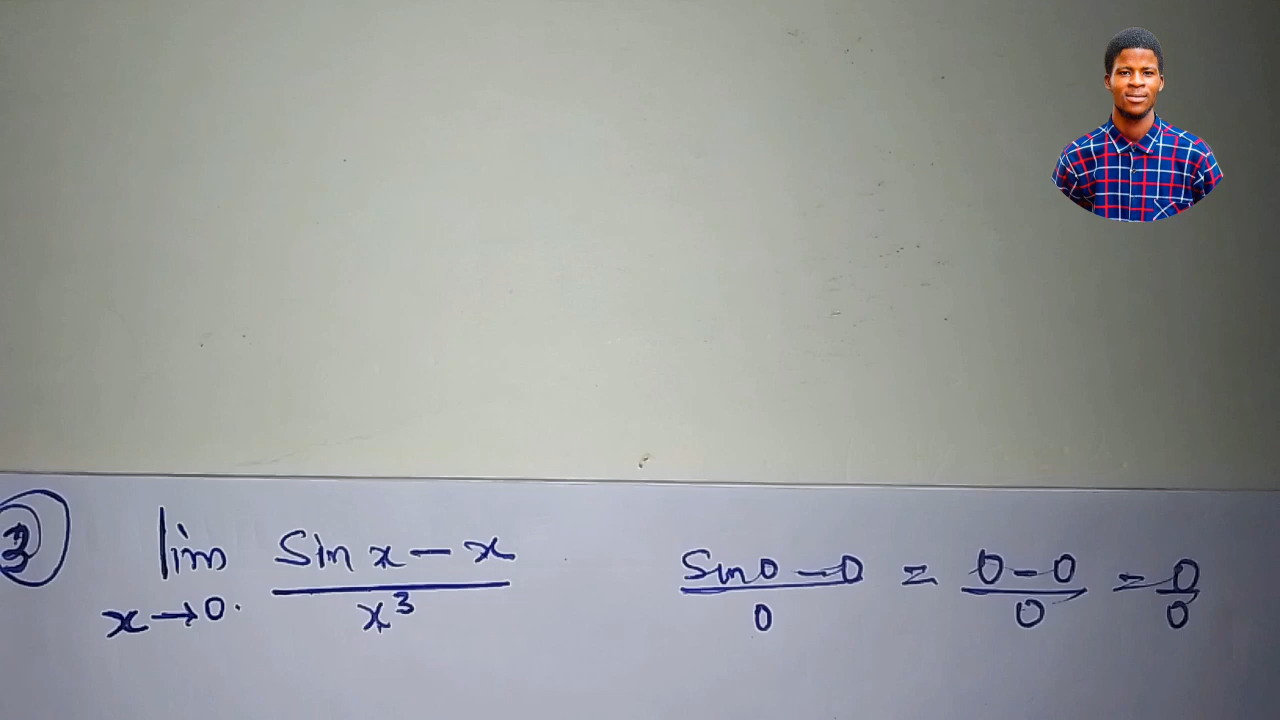 ③ lim x→0. (Sin x − x)/x³    (Sin 0 − 0)/0 = (0 − 0)/0 = 0/0